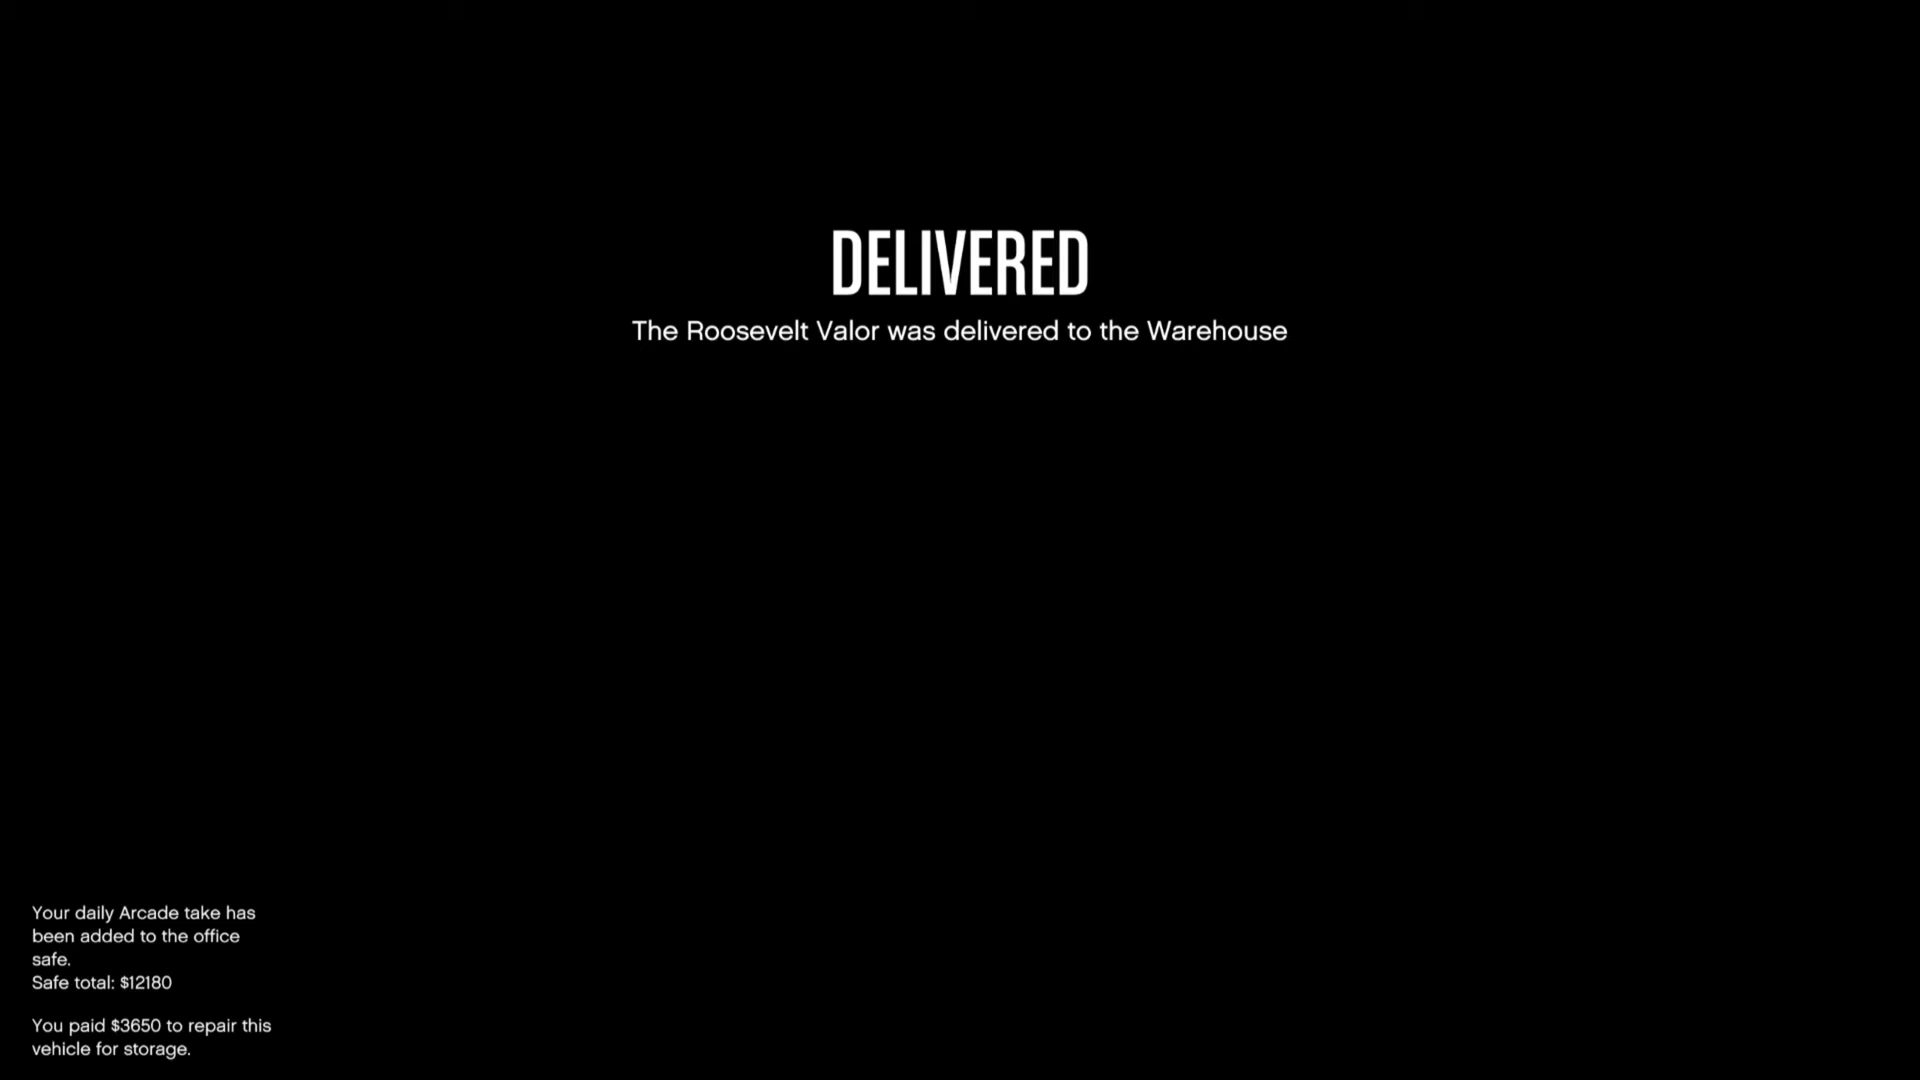 DELIVERED
The Roosevelt Valor was delivered to the Warehouse
Your daily Arcade take has
been added to the office
safe.
Safe total: $12180
You paid $3650 to repair this
vehicle for storage.